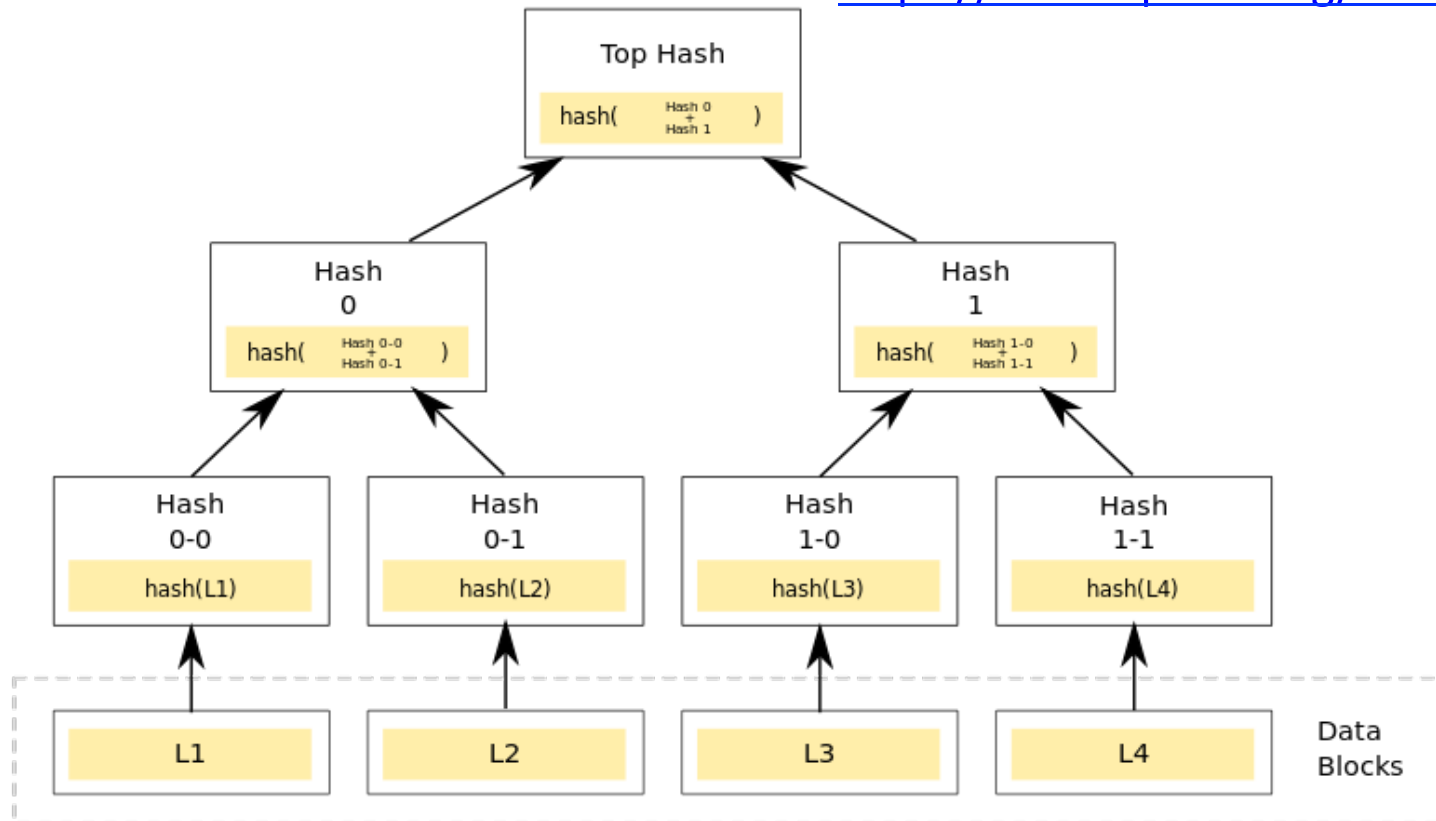 Top Hash
hash( Hash 0 + Hash 1 )
Hash
0
hash( Hash 0-0 + Hash 0-1 )
Hash
1
hash( Hash 1-0 + Hash 1-1 )
Hash
0-0
hash(L1)
Hash
0-1
hash(L2)
Hash
1-0
hash(L3)
Hash
1-1
hash(L4)
L1
L2
L3
L4
Data
Blocks